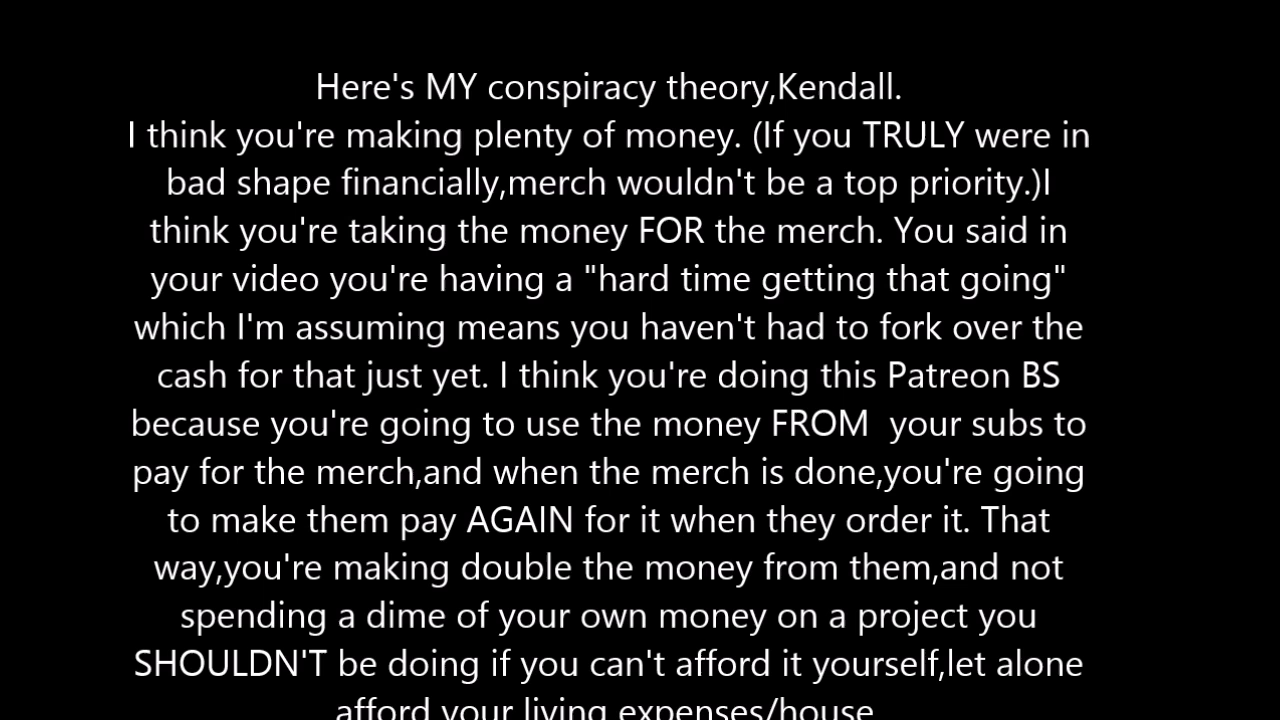 Here's MY conspiracy theory,Kendall.
I think you're making plenty of money. (If you TRULY were in
bad shape financially,merch wouldn't be a top priority.)I
think you're taking the money FOR the merch. You said in
your video you're having a "hard time getting that going"
which I'm assuming means you haven't had to fork over the
cash for that just yet. I think you're doing this Patreon BS
because you're going to use the money FROM  your subs to
pay for the merch,and when the merch is done,you're going
to make them pay AGAIN for it when they order it. That
way,you're making double the money from them,and not
spending a dime of your own money on a project you
SHOULDN'T be doing if you can't afford it yourself,let alone
afford your living expenses/house